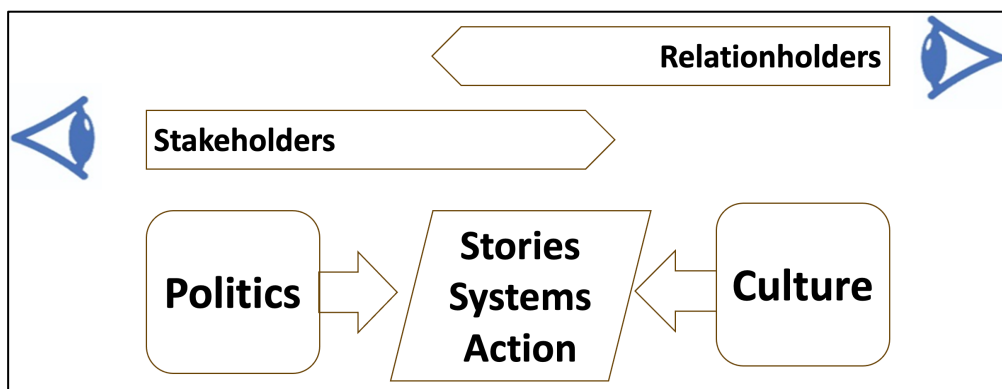 Relationholders
Stakeholders
Politics
Stories
Systems
Action
Culture